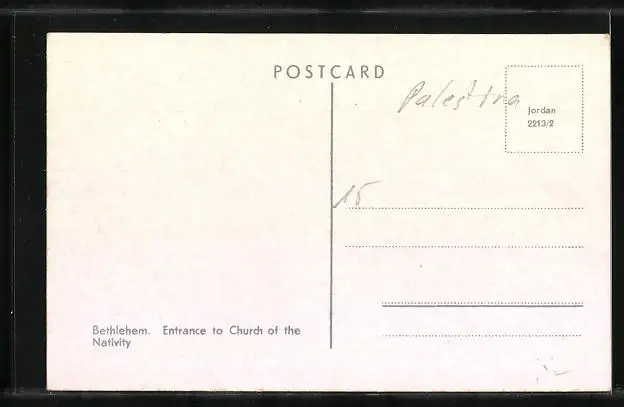 POSTCARD
Palestina
Jordan
2213/2
15
Bethlehem. Entrance to Church of the
Nativity